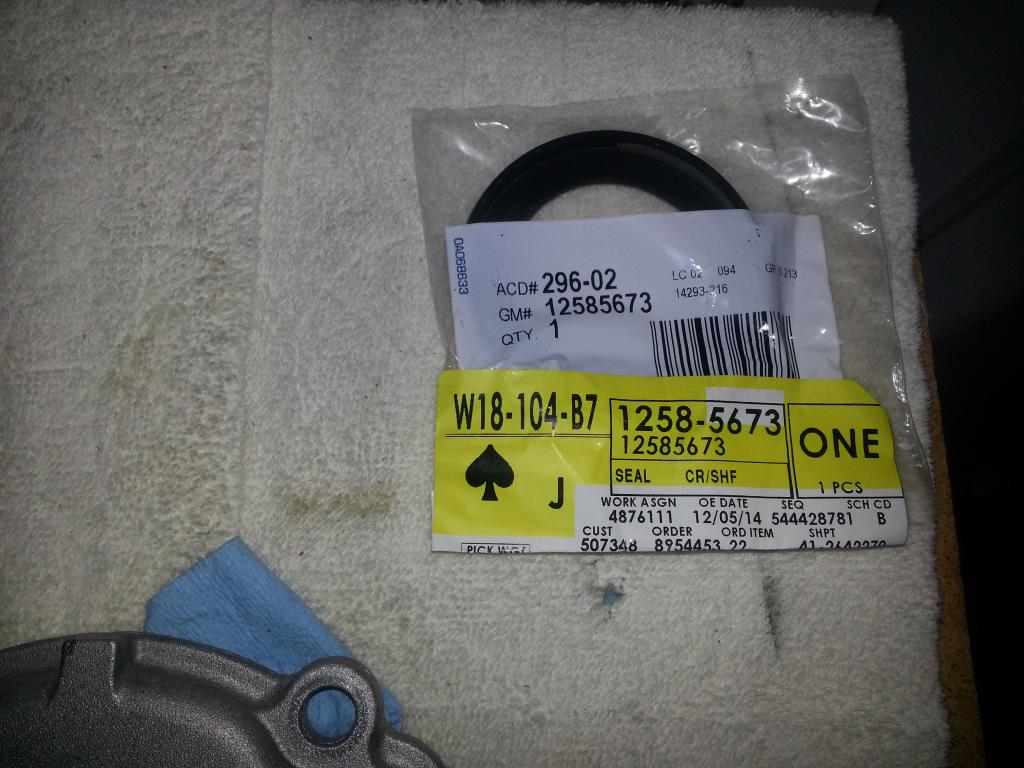 0AD68633
ACD# 296-02
LC 02 094
GM# 12585673
14293-216
QTY. 1
W18-104-B7
1258-5673
12585673
ONE
SEAL CR/SHF
1 PCS
J
WORK ASGN OE DATE SEQ SCH CD
4876111 12/05/14 544428781 B
CUST ORDER ORD ITEM SHPT
507348 8954453 22